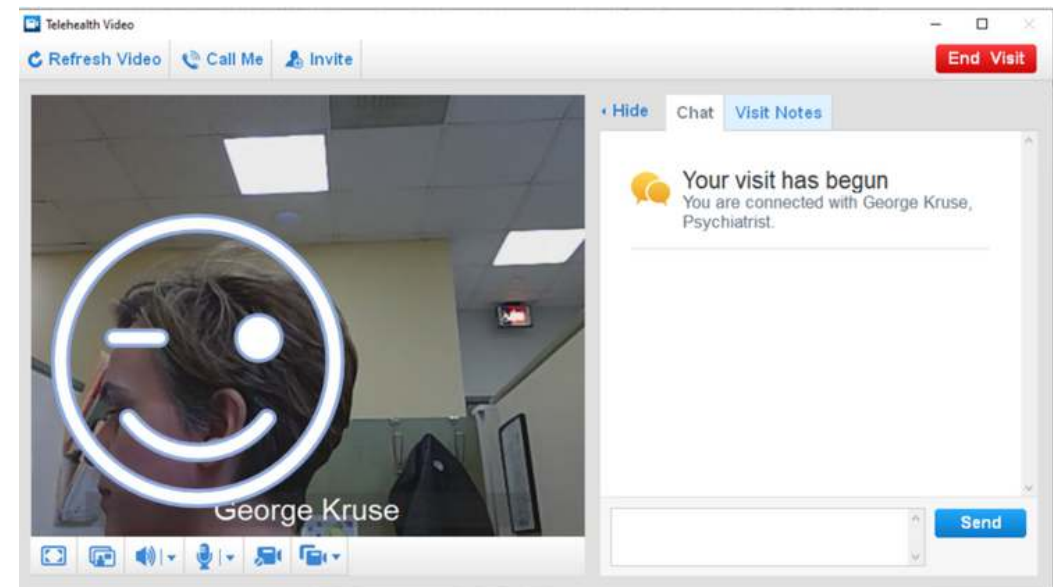 Telehealth Video
Refresh Video Call Me Invite
End Visit
Hide Chat Visit Notes
Your visit has begun
You are connected with George Kruse,
Psychiatrist.
George Kruse
Send